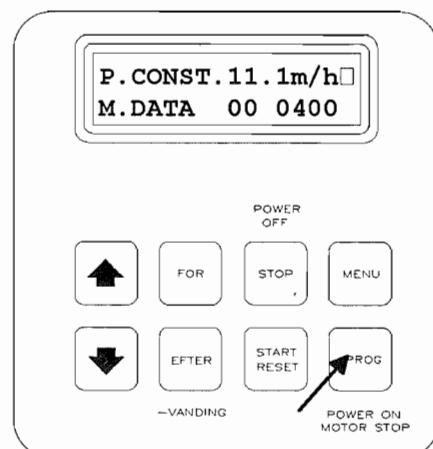 P.CONST.11.1m/h□
M.DATA 00 0400
POWER
OFF
FOR
STOP
MENU
EFTER
START
RESET
PROG
–VANDING
POWER ON
MOTOR STOP